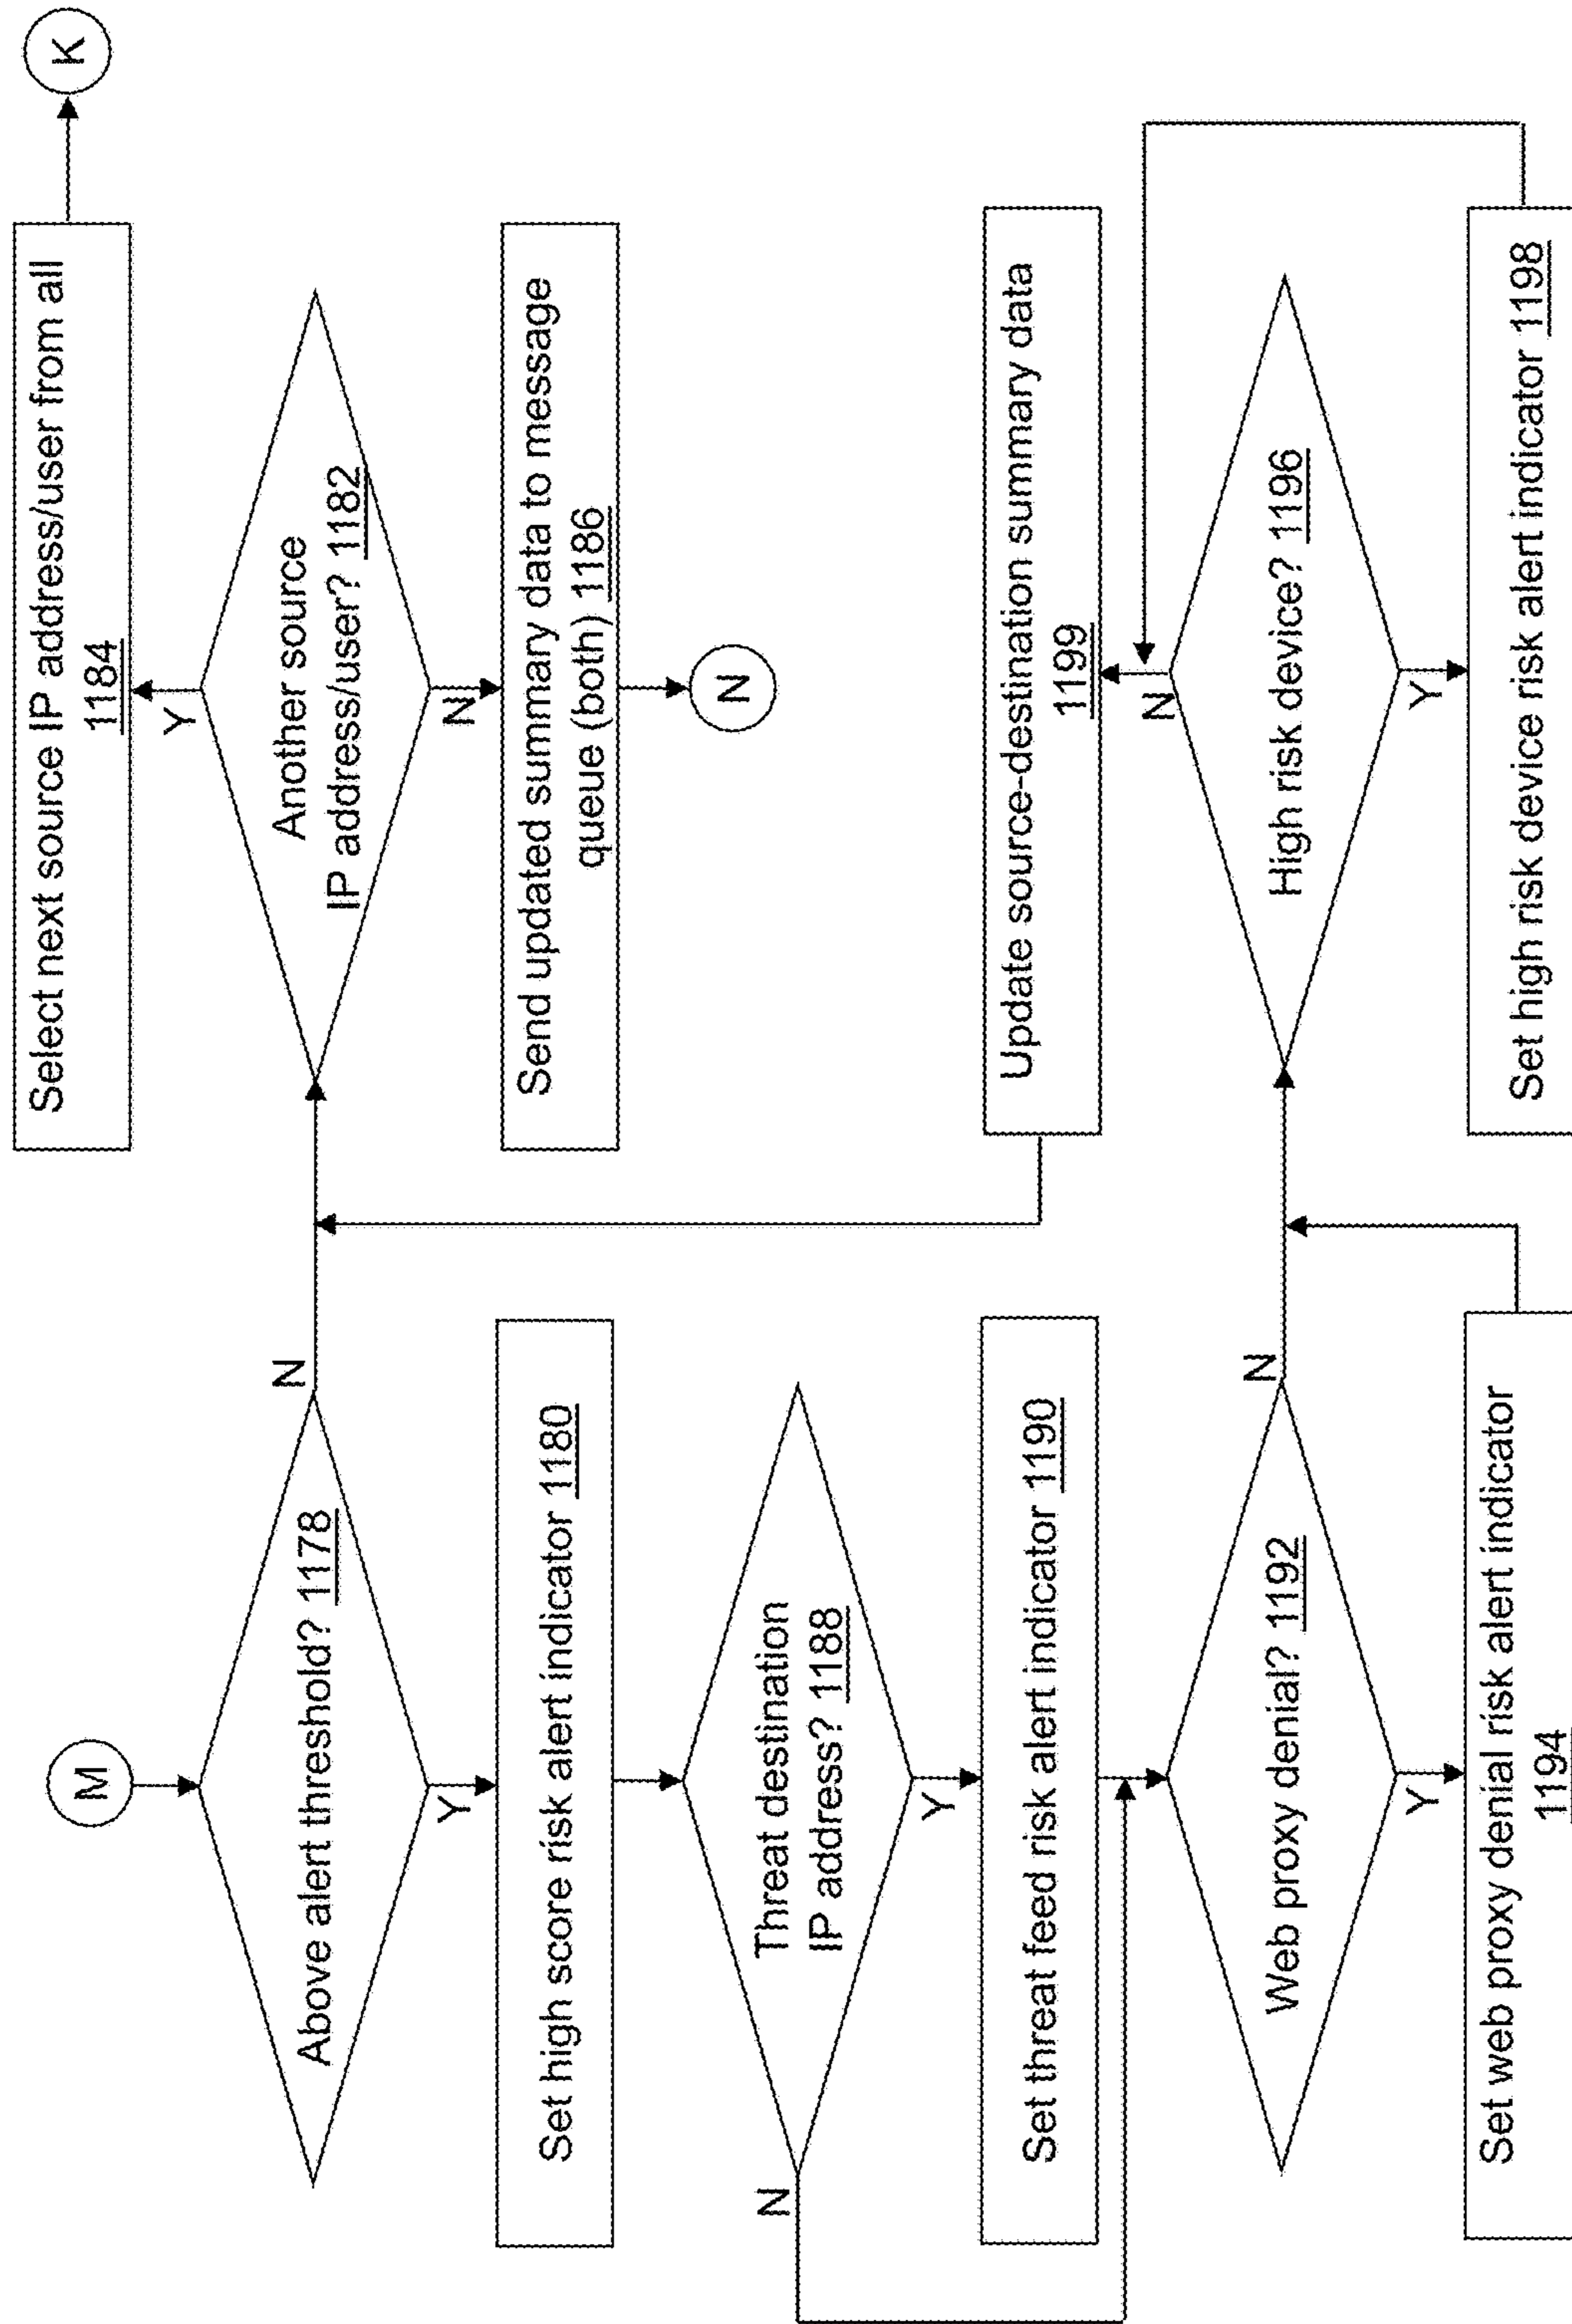 M
Above alert threshold? 1178
N
Y
Set high score risk alert indicator 1180
Threat destination
IP address? 1188
N
Y
Set threat feed risk alert indicator 1190
Web proxy denial? 1192
N
Y
Set web proxy denial risk alert indicator
1194
K
Select next source IP address/user from all
1184
Y
Another source
IP address/user? 1182
N
Send updated summary data to message
queue (both) 1186
N
Update source-destination summary data
1199
N
High risk device? 1196
Y
Set high risk device risk alert indicator 1198